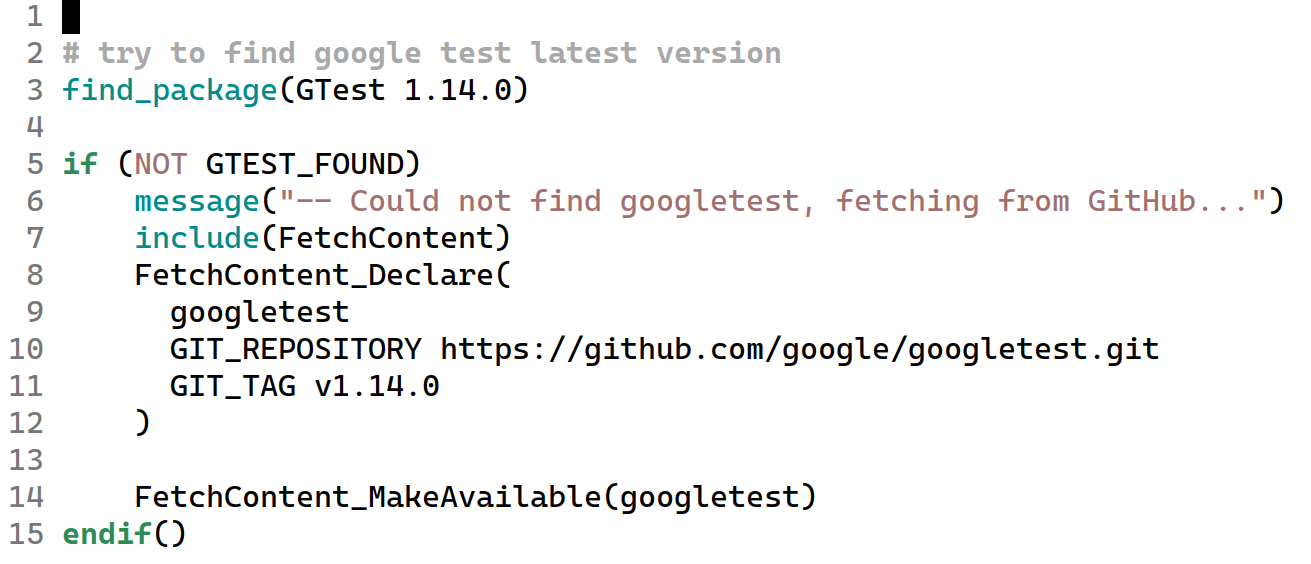 1
2 # try to find google test latest version
3 find_package(GTest 1.14.0)
4
5 if (NOT GTEST_FOUND)
6     message("-- Could not find googletest, fetching from GitHub...")
7     include(FetchContent)
8     FetchContent_Declare(
9       googletest
10       GIT_REPOSITORY https://github.com/google/googletest.git
11       GIT_TAG v1.14.0
12     )
13
14     FetchContent_MakeAvailable(googletest)
15 endif()